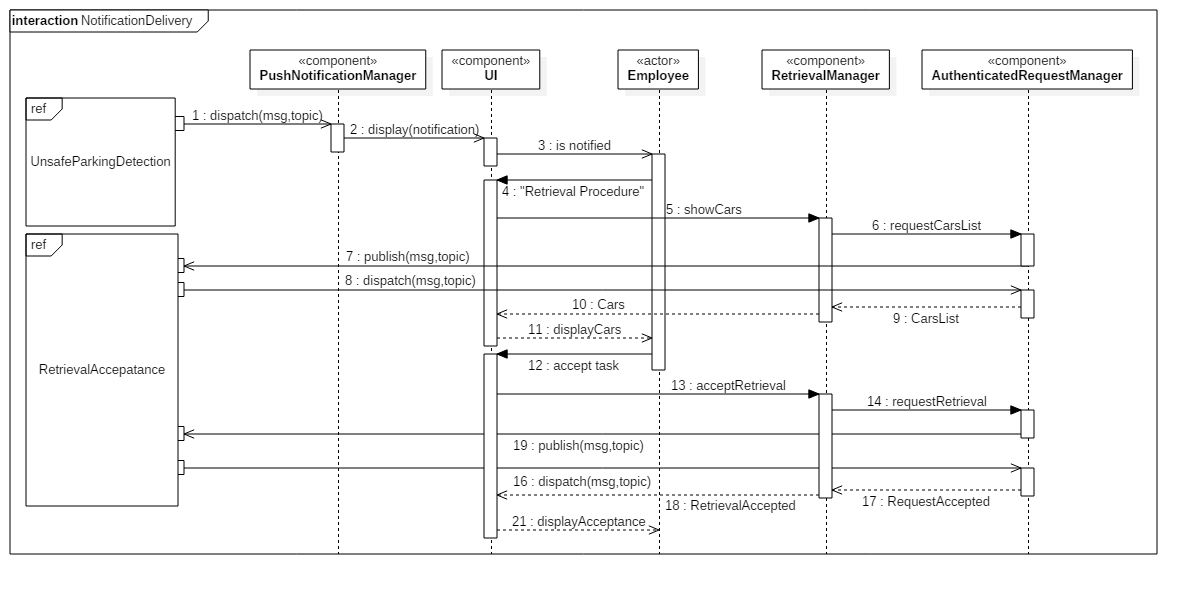 interaction NotificationDelivery
«component»
PushNotificationManager
«component»
UI
«actor»
Employee
«component»
RetrievalManager
«component»
AuthenticatedRequestManager
ref
UnsafeParkingDetection
1 : dispatch(msg,topic)
2 : display(notification)
3 : is notified
4 : "Retrieval Procedure"
5 : showCars
6 : requestCarsList
ref
RetrievalAccepatance
7 : publish(msg,topic)
8 : dispatch(msg,topic)
10 : Cars
9 : CarsList
11 : displayCars
12 : accept task
13 : acceptRetrieval
14 : requestRetrieval
19 : publish(msg,topic)
16 : dispatch(msg,topic)
17 : RequestAccepted
18 : RetrievalAccepted
21 : displayAcceptance